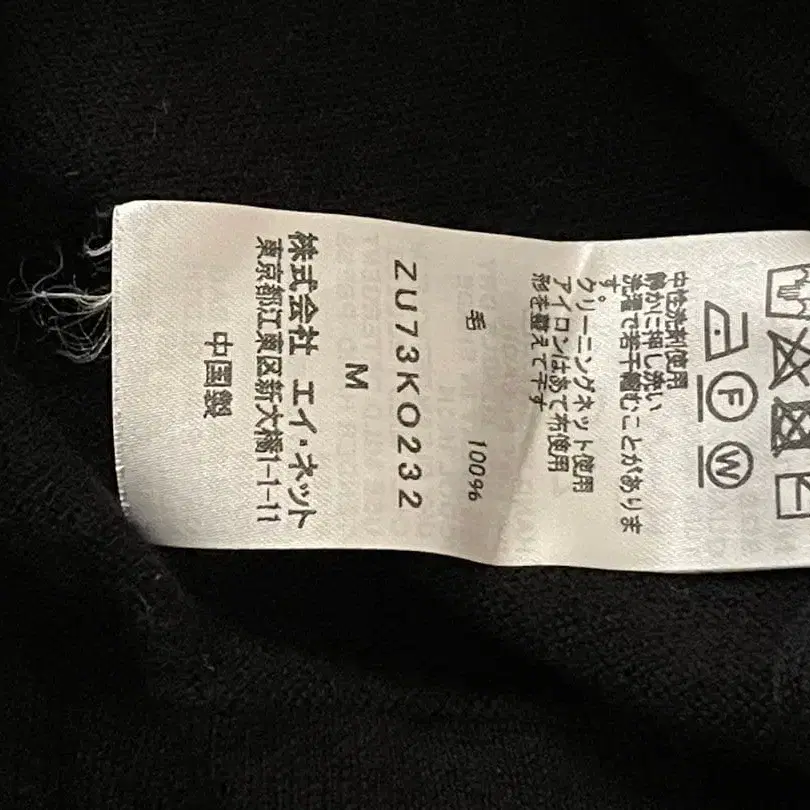 中性洗剤使用
静かに押し洗い
洗濯で若干縮むことがありま
す。
クリーニングネット使用
アイロンはあて布使用
形を整えて干す
毛 100%
ZU73KO232
M
株式会社 エイ・ネット
東京都江東区新大橋1-1-11
中国製
F
W